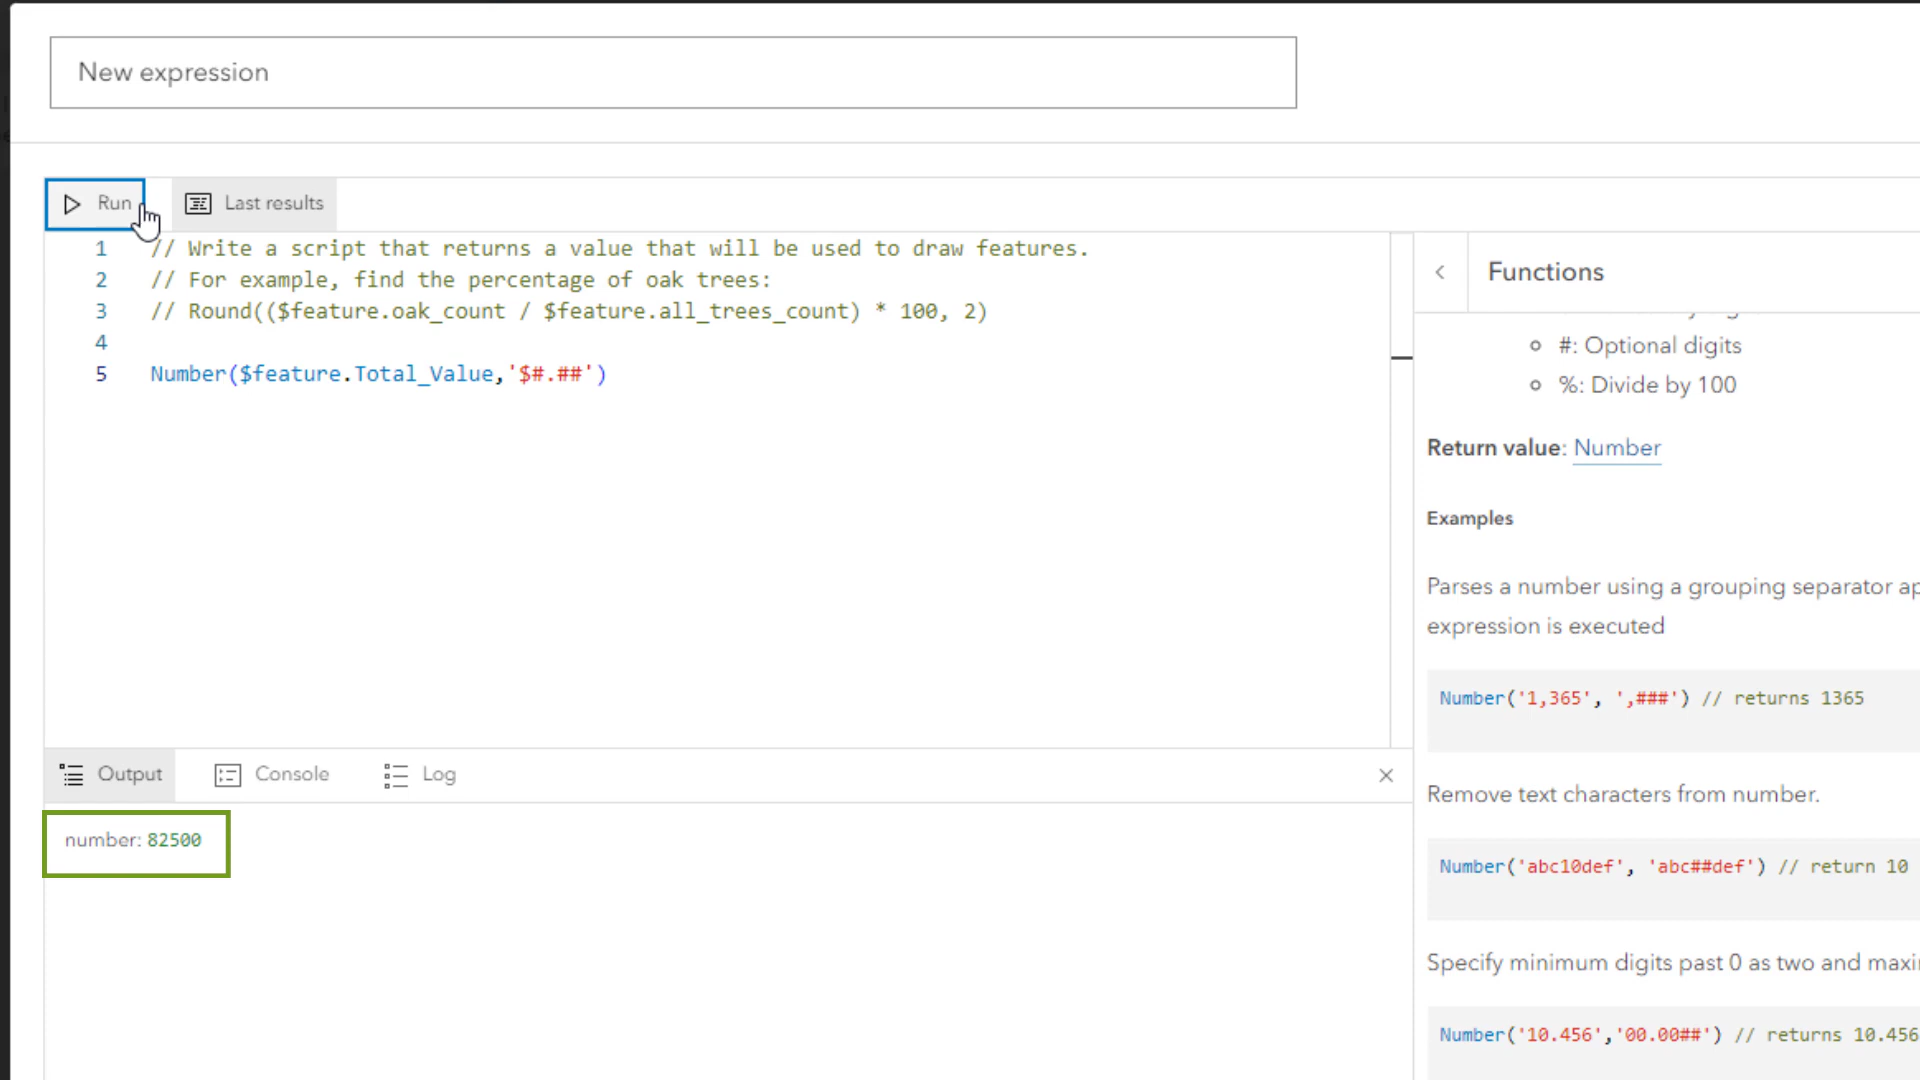 New expression
Run
Last results
1 // Write a script that returns a value that will be used to draw features.
2 // For example, find the percentage of oak trees:
3 // Round(($feature.oak_count / $feature.all_trees_count) * 100, 2)
4
5 Number($feature.Total_Value,'$#.##')
Output
Console
Log
number: 82500
Functions
#: Optional digits
%: Divide by 100
Return value: Number
Examples
Parses a number using a grouping separator ap
expression is executed
Number('1,365', ',###') // returns 1365
Remove text characters from number.
Number('abc10def', 'abc##def') // return 10
Specify minimum digits past 0 as two and maxi
Number('10.456','00.00##') // returns 10.456